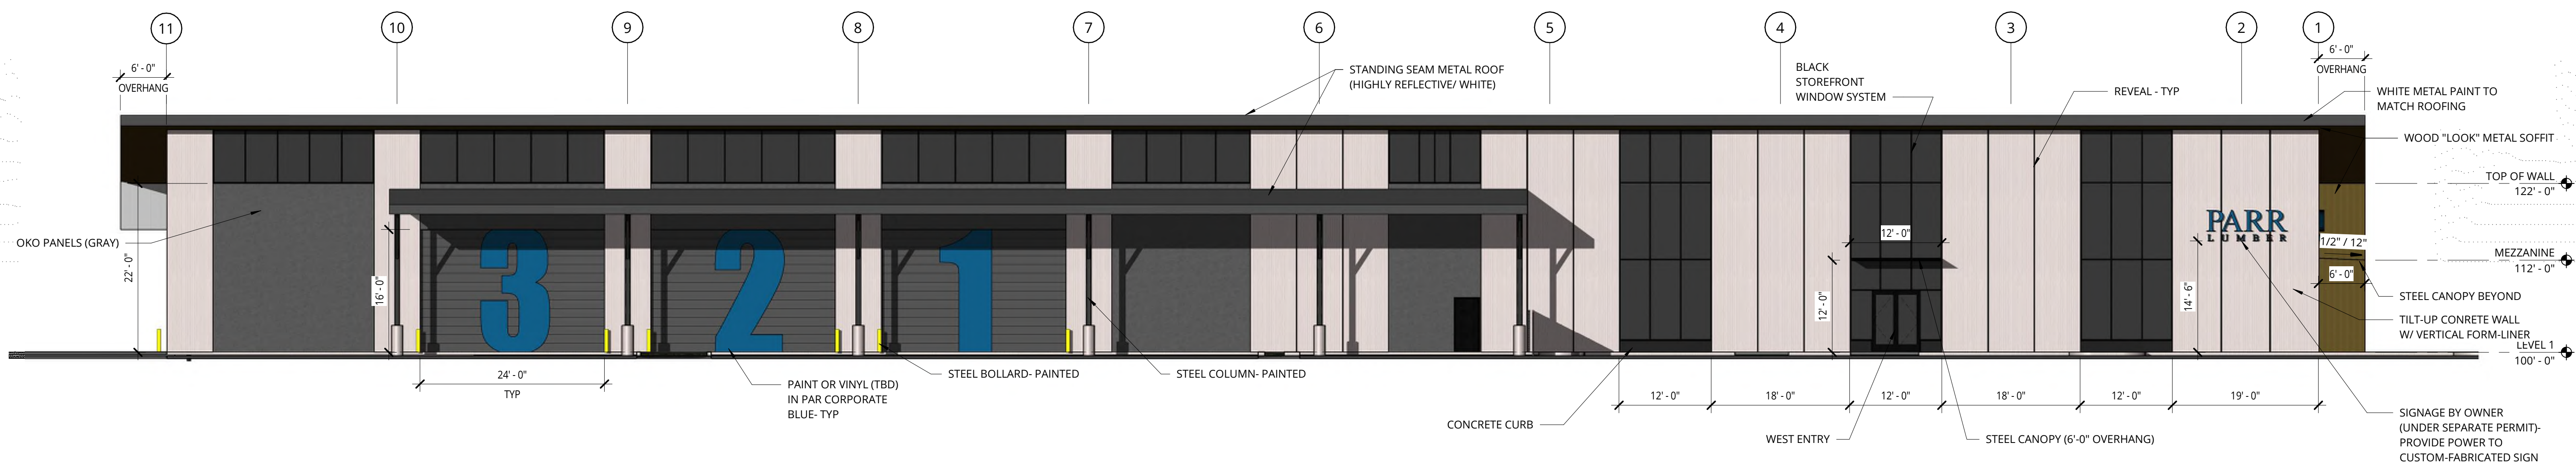 11
10
9
8
7
6
5
4
3
2
1
6' - 0"
OVERHANG
STANDING SEAM METAL ROOF
(HIGHLY REFLECTIVE/ WHITE)
BLACK
STOREFRONT
WINDOW SYSTEM
REVEAL - TYP
6' - 0"
OVERHANG
WHITE METAL PAINT TO
MATCH ROOFING
WOOD "LOOK" METAL SOFFIT
TOP OF WALL
122' - 0"
OKO PANELS (GRAY)
22' - 0"
16' - 0"
3
2
1
12' - 0"
12' - 0"
PARR
LUMBER
14' - 6"
1/2" / 12"
6' - 0"
MEZZANINE
112' - 0"
STEEL CANOPY BEYOND
TILT-UP CONRETE WALL
W/ VERTICAL FORM-LINER
LEVEL 1
100' - 0"
24' - 0"
TYP
PAINT OR VINYL (TBD)
IN PAR CORPORATE
BLUE- TYP
STEEL BOLLARD- PAINTED
STEEL COLUMN- PAINTED
CONCRETE CURB
12' - 0"
18' - 0"
12' - 0"
18' - 0"
12' - 0"
19' - 0"
WEST ENTRY
STEEL CANOPY (6'-0" OVERHANG)
SIGNAGE BY OWNER
(UNDER SEPARATE PERMIT)-
PROVIDE POWER TO
CUSTOM-FABRICATED SIGN